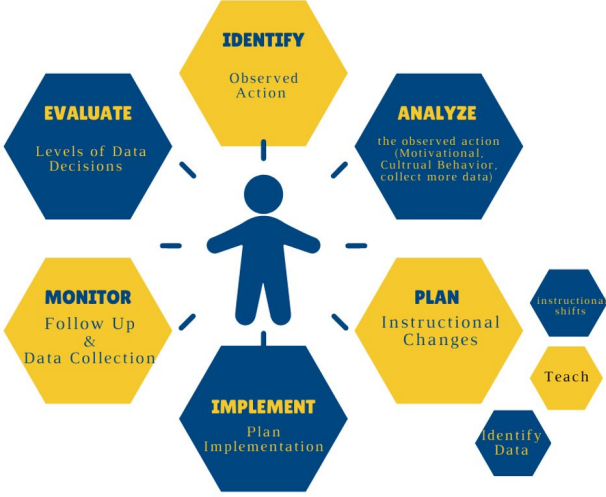 IDENTIFY
Observed
Action
ANALYZE
the observed action
(Motivational,
Cultrual Behavior,
collect more data)
PLAN
Instructional
Changes
instructional
shifts
Teach
Identify
Data
IMPLEMENT
Plan
Implementation
MONITOR
Follow Up
&
Data Collection
EVALUATE
Levels of Data
Decisions